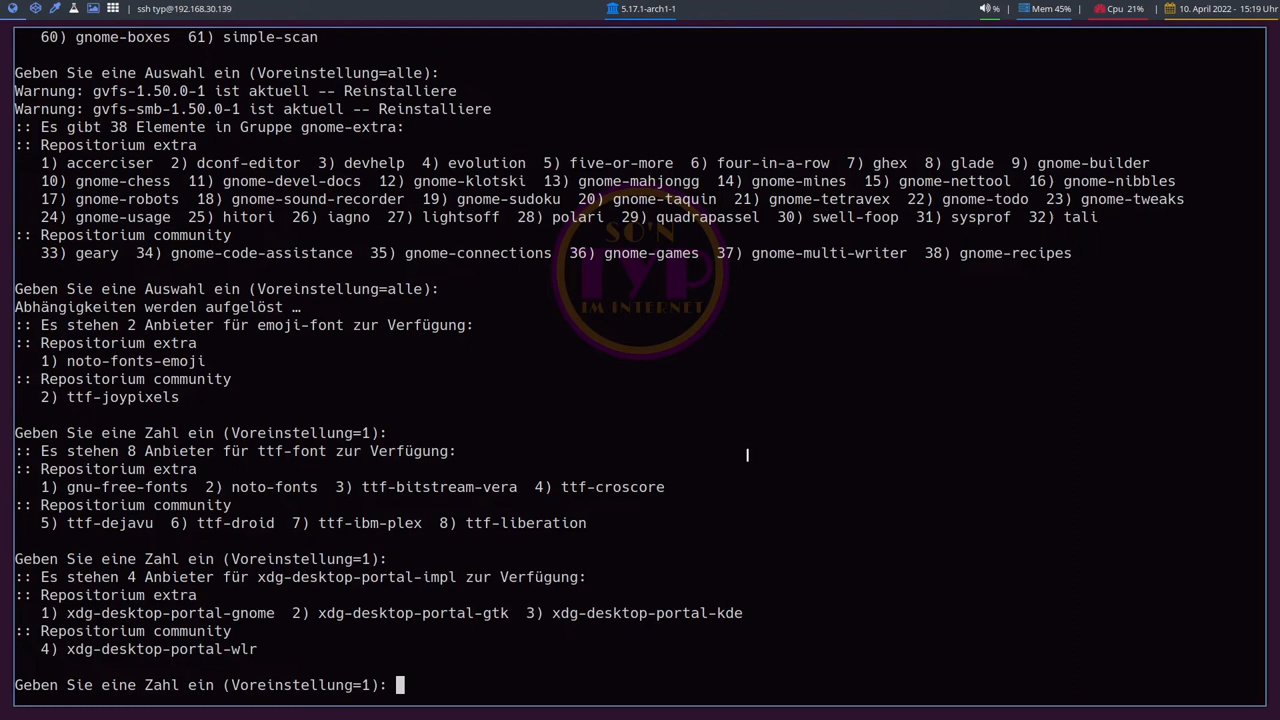 ssh typ@192.168.30.139
5.17.1-arch1-1
%
Mem 45%
Cpu 21%
10. April 2022 - 15:19 Uhr
60) gnome-boxes  61) simple-scan
Geben Sie eine Auswahl ein (Voreinstellung=alle):
Warnung: gvfs-1.50.0-1 ist aktuell -- Reinstalliere
Warnung: gvfs-smb-1.50.0-1 ist aktuell -- Reinstalliere
:: Es gibt 38 Elemente in Gruppe gnome-extra:
:: Repositorium extra
1) accerciser  2) dconf-editor  3) devhelp  4) evolution  5) five-or-more  6) four-in-a-row  7) ghex  8) glade  9) gnome-builder
10) gnome-chess  11) gnome-devel-docs  12) gnome-klotski  13) gnome-mahjongg  14) gnome-mines  15) gnome-nettool  16) gnome-nibbles
17) gnome-robots  18) gnome-sound-recorder  19) gnome-sudoku  20) gnome-taquin  21) gnome-tetravex  22) gnome-todo  23) gnome-tweaks
24) gnome-usage  25) hitori  26) iagno  27) lightsoff  28) polari  29) quadrapassel  30) swell-foop  31) sysprof  32) tali
:: Repositorium community
33) geary  34) gnome-code-assistance  35) gnome-connections  36) gnome-games  37) gnome-multi-writer  38) gnome-recipes
SO'N
TYP
IM INTERNET
Geben Sie eine Auswahl ein (Voreinstellung=alle):
Abhängigkeiten werden aufgelöst …
:: Es stehen 2 Anbieter für emoji-font zur Verfügung:
:: Repositorium extra
1) noto-fonts-emoji
:: Repositorium community
2) ttf-joypixels
Geben Sie eine Zahl ein (Voreinstellung=1):
:: Es stehen 8 Anbieter für ttf-font zur Verfügung:
:: Repositorium extra
1) gnu-free-fonts  2) noto-fonts  3) ttf-bitstream-vera  4) ttf-croscore
:: Repositorium community
5) ttf-dejavu  6) ttf-droid  7) ttf-ibm-plex  8) ttf-liberation
Geben Sie eine Zahl ein (Voreinstellung=1):
:: Es stehen 4 Anbieter für xdg-desktop-portal-impl zur Verfügung:
:: Repositorium extra
1) xdg-desktop-portal-gnome  2) xdg-desktop-portal-gtk  3) xdg-desktop-portal-kde
:: Repositorium community
4) xdg-desktop-portal-wlr
Geben Sie eine Zahl ein (Voreinstellung=1):